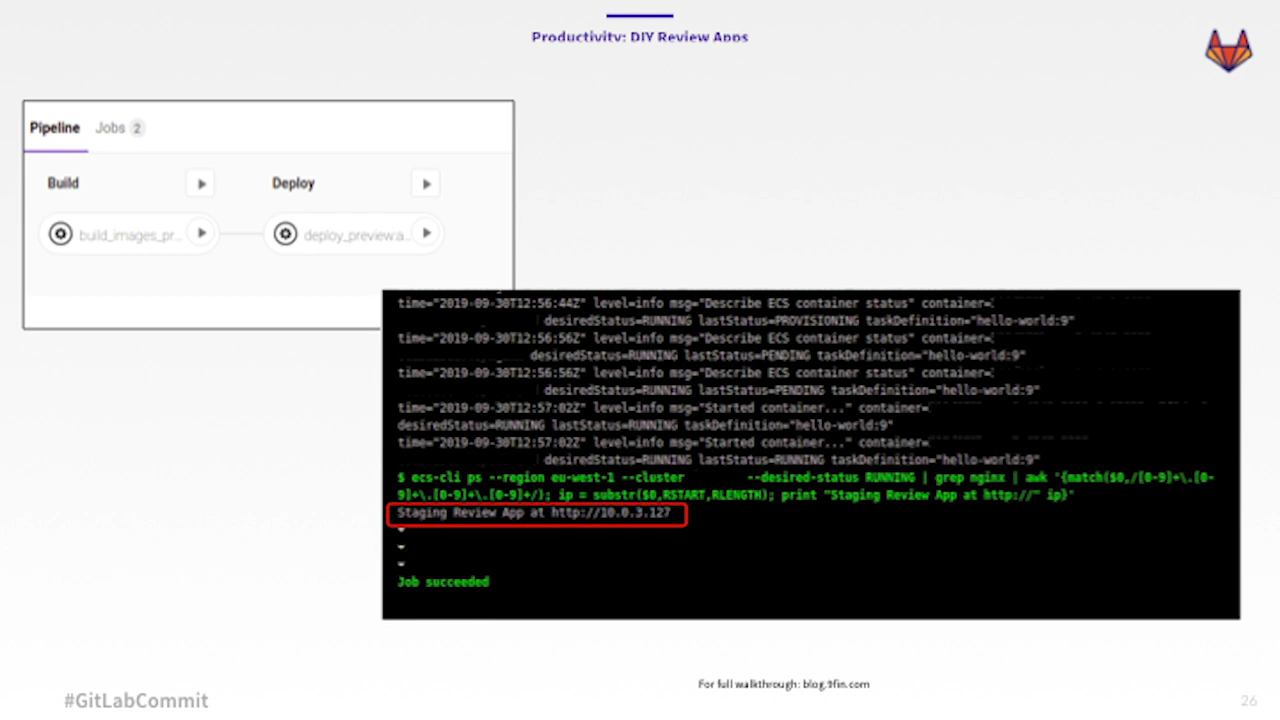 Productivity: DIY Review Apps
Pipeline Jobs 2
Build Deploy
build_images_pr... deploy_preview:a...
time="2019-09-30T12:56:44Z" level=info msg="Describe ECS container status" container=
desiredStatus=RUNNING lastStatus=PROVISIONING taskDefinition="hello-world:9"
time="2019-09-30T12:56:56Z" level=info msg="Describe ECS container status" container=
desiredStatus=RUNNING lastStatus=PENDING taskDefinition="hello-world:9"
time="2019-09-30T12:56:56Z" level=info msg="Describe ECS container status" container=
desiredStatus=RUNNING lastStatus=PENDING taskDefinition="hello-world:9"
time="2019-09-30T12:57:02Z" level=info msg="Started container..." container=
desiredStatus=RUNNING lastStatus=RUNNING taskDefinition="hello-world:9"
time="2019-09-30T12:57:02Z" level=info msg="Started container..." container=
desiredStatus=RUNNING lastStatus=RUNNING taskDefinition="hello-world:9"
$ ecs-cli ps --region eu-west-1 --cluster --desired-status RUNNING | grep nginx | awk '{match($0,/[0-9]+\.[0-
9]+\.[0-9]+\.[0-9]+/); ip = substr($0,RSTART,RLENGTH); print "Staging Review App at http://" ip}'
Staging Review App at http://10.0.3.127
Job succeeded
For full walkthrough: blog.9fin.com
#GitLabCommit
26